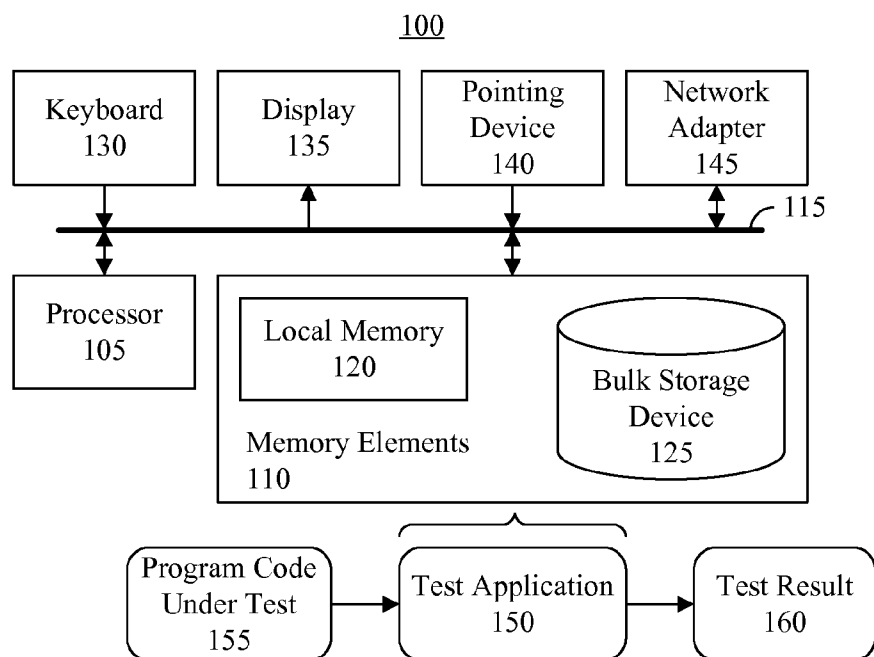 100
Keyboard
130
Display
135
Pointing
Device
140
Network
Adapter
145
115
Processor
105
Local Memory
120
Memory Elements
110
Bulk Storage
Device
125
Program Code
Under Test
155
Test Application
150
Test Result
160